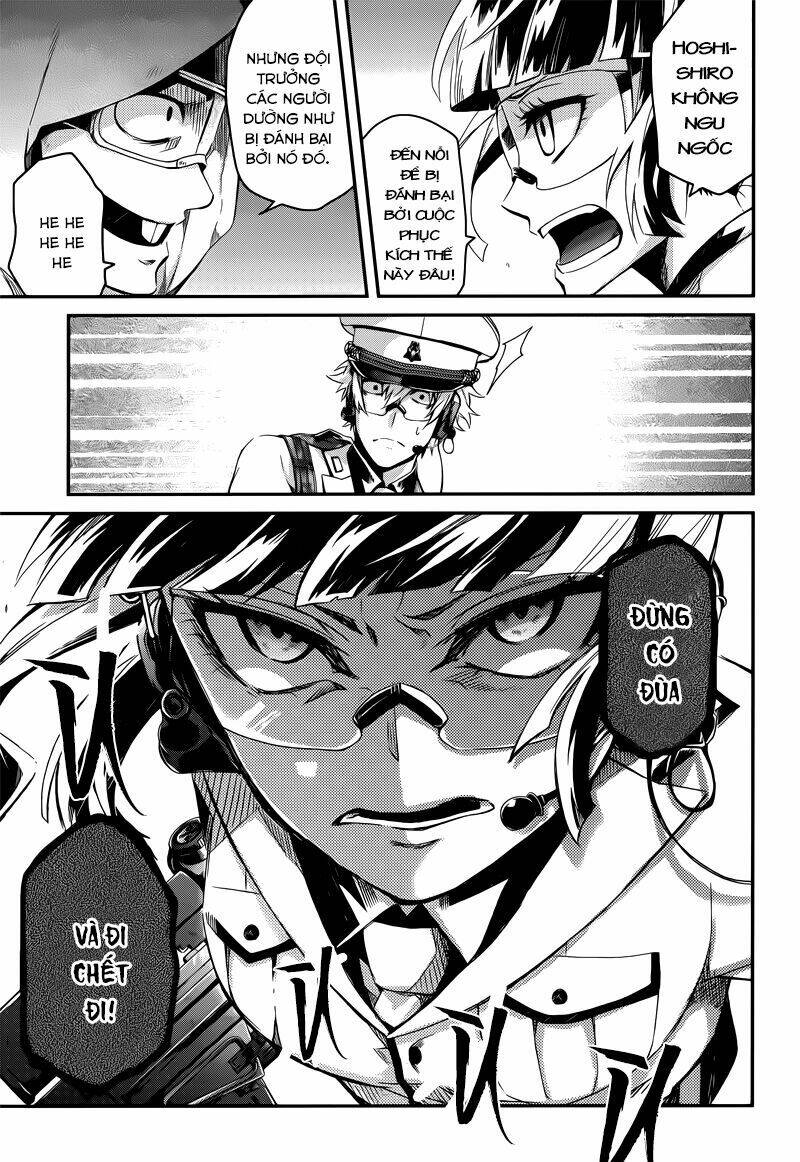 HOSHI-
SHIRO
KHÔNG
NGU
NGỐC
ĐẾN NỖI
ĐỂ BỊ
ĐÁNH BẠI
BỞI CUỘC
PHỤC
KÍCH THẾ
NÀY ĐÂU!
NHƯNG ĐỘI
TRƯỞNG
CÁC NGƯỜI
DƯỜNG NHƯ
BỊ ĐÁNH BẠI
BỞI NÓ ĐÓ.
HE HE
HE HE
HE
ĐỪNG
CÓ
ĐÙA
Ù
Ù
VÀ ĐI
CHẾT
ĐI!
Ù
Ù
Ù